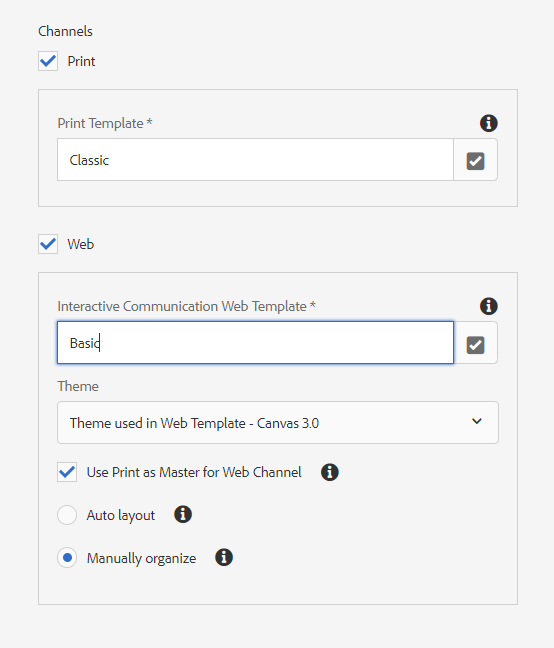 Channels
Print
Print Template *
Classic
Web
Interactive Communication Web Template *
Basic
Theme
Theme used in Web Template - Canvas 3.0
Use Print as Master for Web Channel
Auto layout
Manually organize